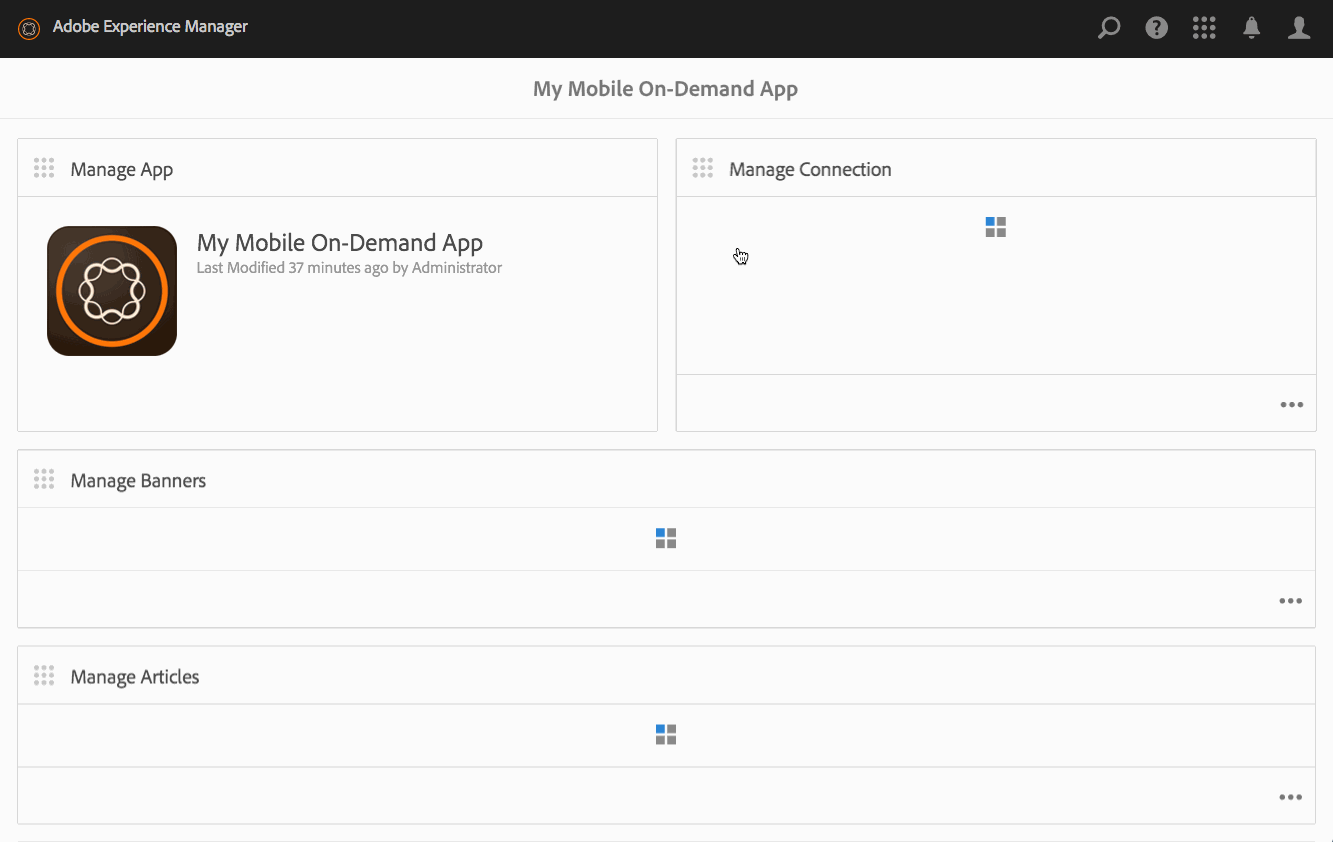 Adobe Experience Manager
My Mobile On-Demand App
Manage App
Manage Connection
My Mobile On-Demand App
Last Modified 37 minutes ago by Administrator
Manage Banners
Manage Articles